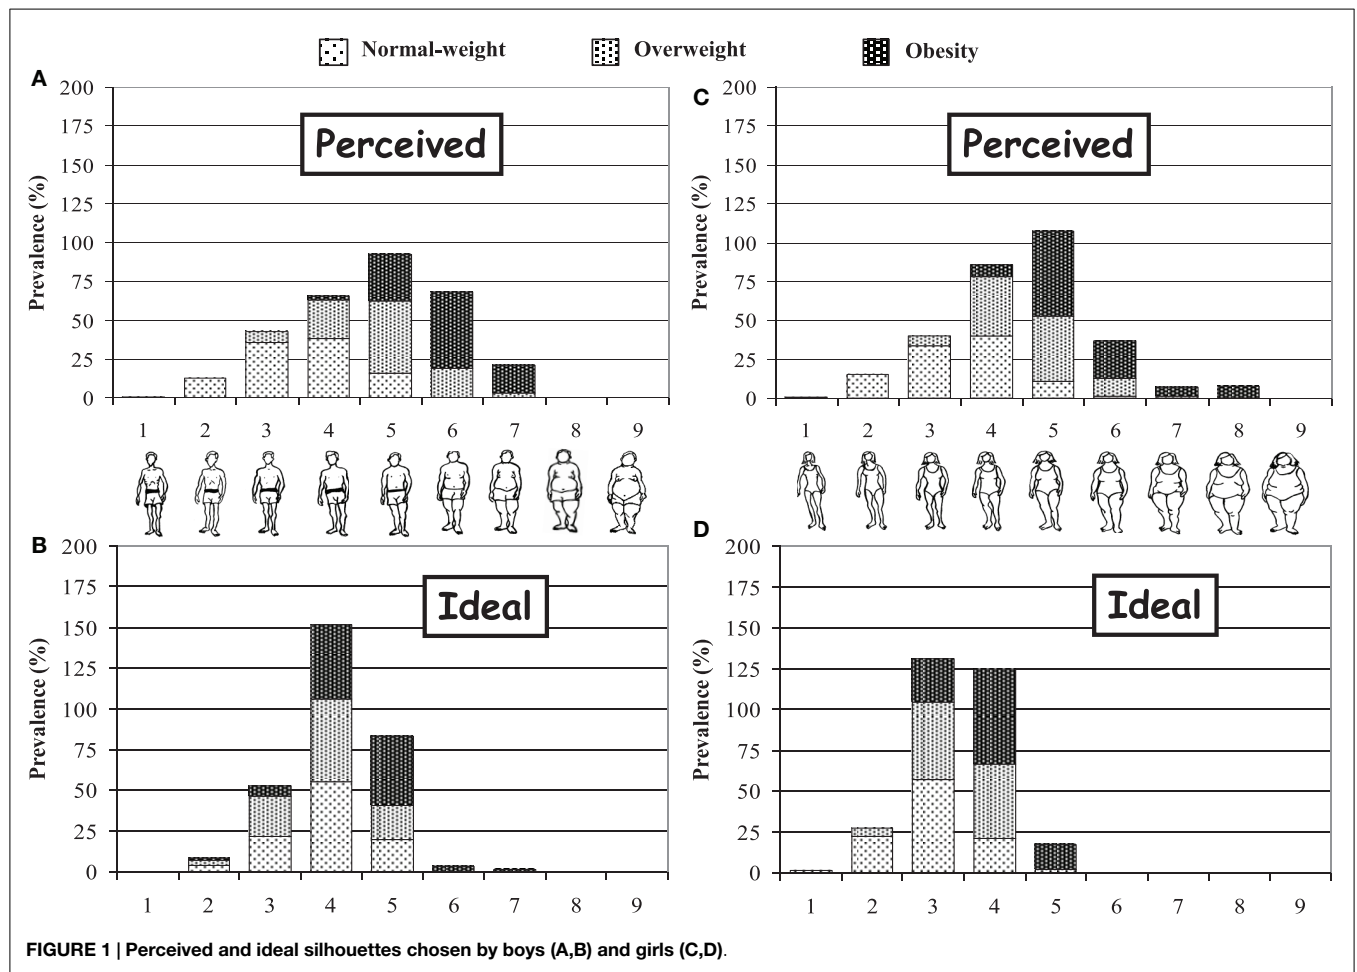 Normal-weight Overweight Obesity
A
200
175
150
125
100
75
50
25
0
Prevalence (%)
Perceived
1 2 3 4 5 6 7 8 9
C
200
175
150
125
100
75
50
25
0
Prevalence (%)
Perceived
1 2 3 4 5 6 7 8 9
B
200
175
150
125
100
75
50
25
0
Prevalence (%)
Ideal
1 2 3 4 5 6 7 8 9
D
200
175
150
125
100
75
50
25
0
Prevalence (%)
Ideal
1 2 3 4 5 6 7 8 9
FIGURE 1 | Perceived and ideal silhouettes chosen by boys (A,B) and girls (C,D).